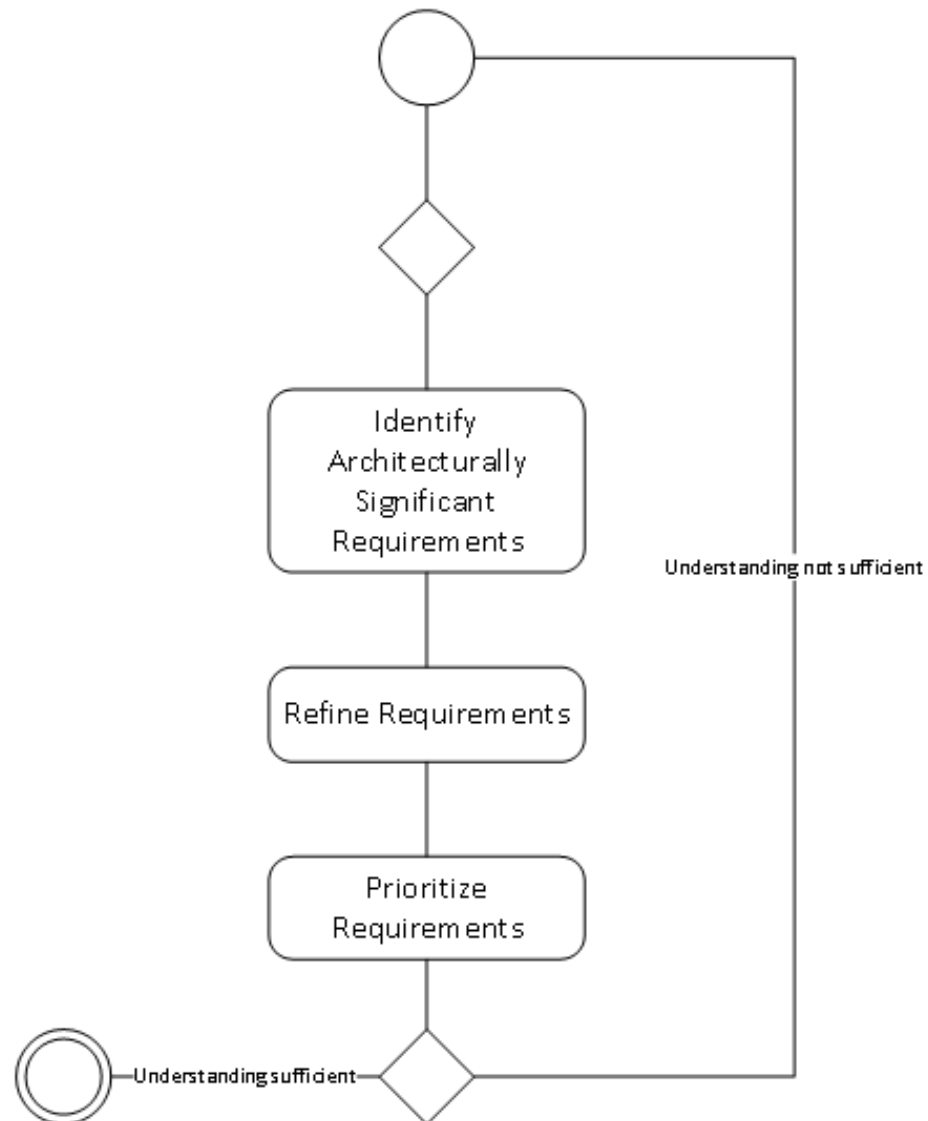 Identify
Architecturally
Significant
Requirements
Understanding not sufficient
Refine Requirements
Prioritize
Requirements
Understanding sufficient